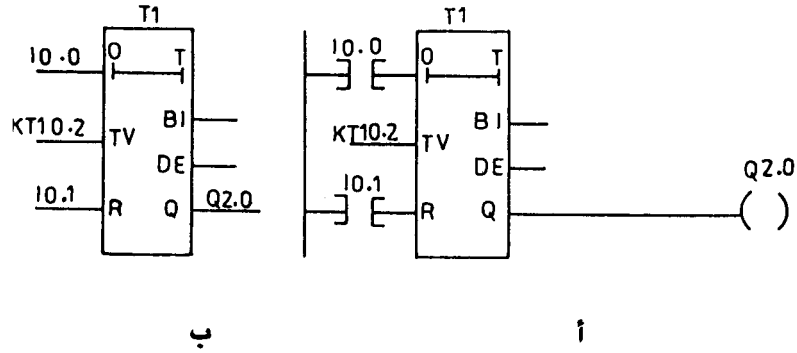 T1
I0.0
0 T
KT10.2
TV
BI
DE
I0.1
R
Q
Q2.0
T1
I0.0
0 T
KT10.2
TV
BI
DE
I0.1
R
Q
Q2.0
( )
ب
أ